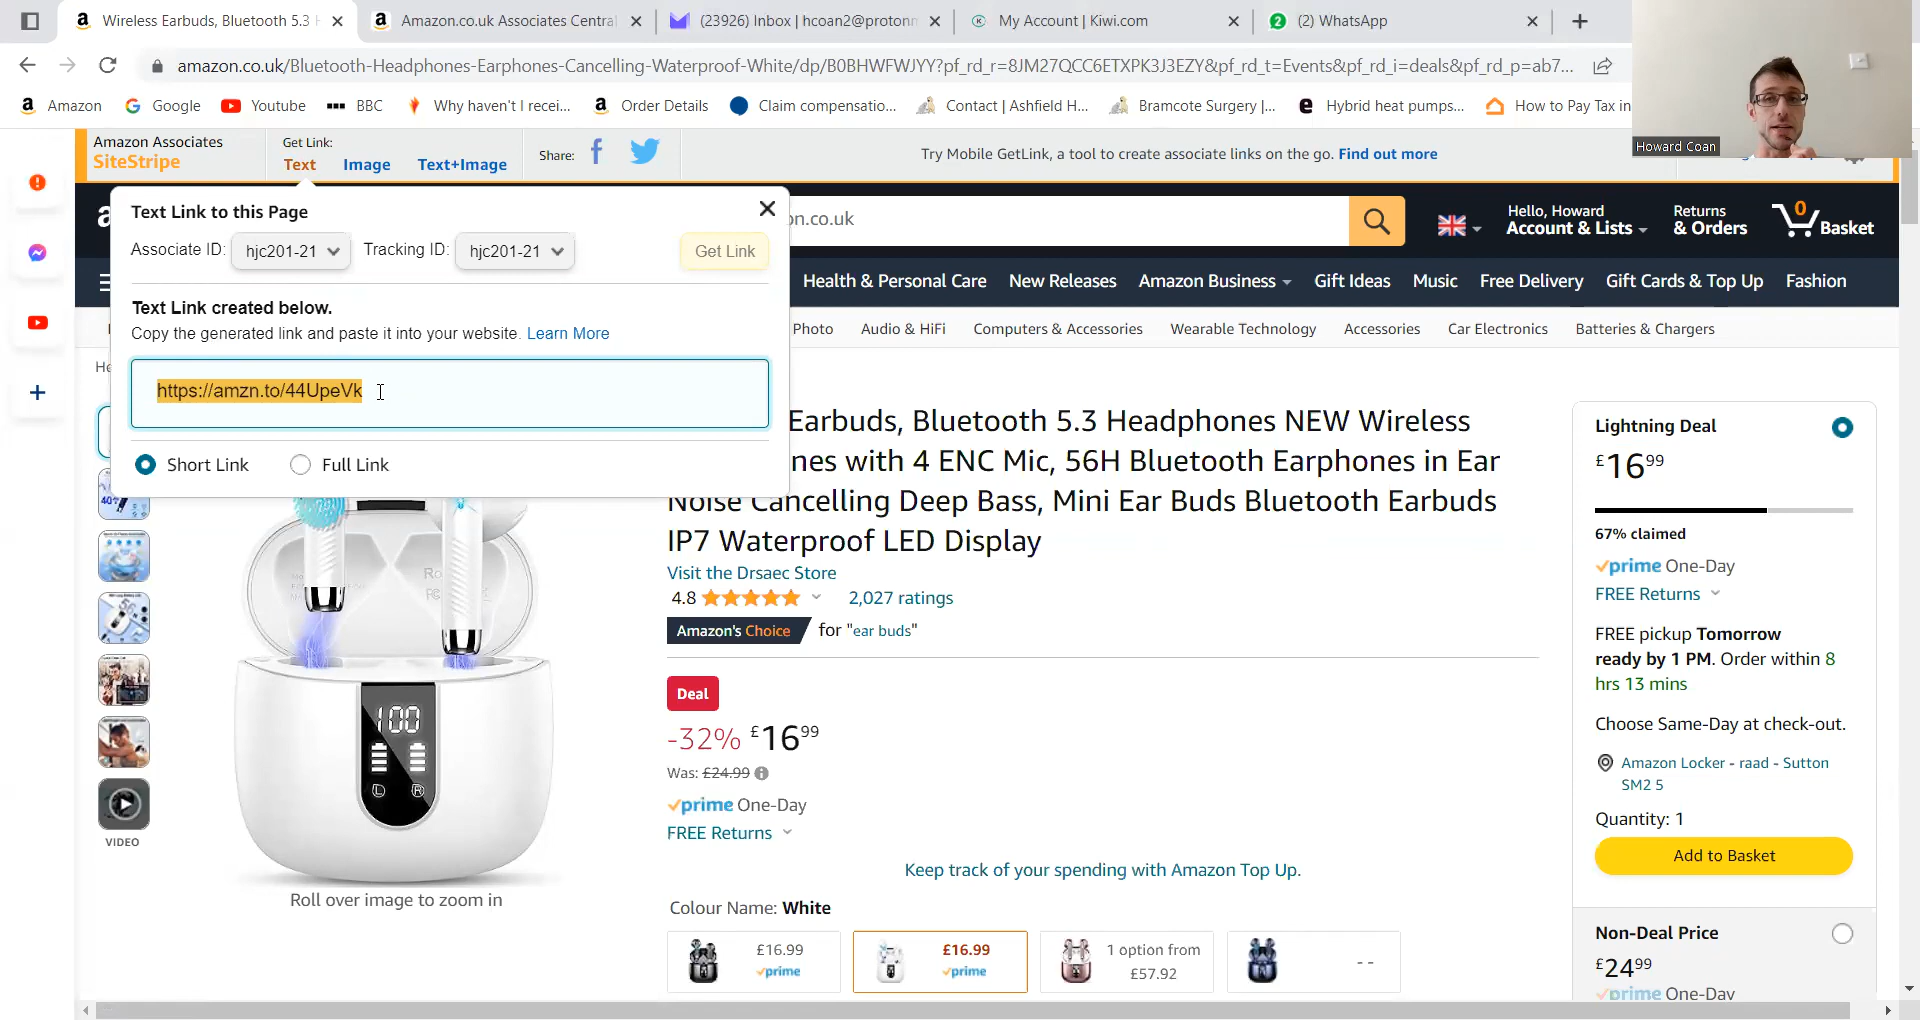 Wireless Earbuds, Bluetooth 5.3 H
Amazon.co.uk Associates Central
(23926) Inbox | hcoan2@protonm
My Account | Kiwi.com
(2) WhatsApp
amazon.co.uk/Bluetooth-Headphones-Earphones-Cancelling-Waterproof-White/dp/B0BHWFWJYY?pf_rd_r=8JM27QCC6ETXPK3J3EZY&pf_rd_t=Events&pf_rd_i=deals&pf_rd_p=ab7...
Amazon
Google
Youtube
BBC
Why haven't I recei...
Order Details
Claim compensatio...
Contact | Ashfield H...
Bramcote Surgery |...
Hybrid heat pumps...
How to Pay Tax in
Howard Coan
Amazon Associates
SiteStripe
Get Link:
Text
Image
Text+Image
Share:
Try Mobile GetLink, a tool to create associate links on the go. Find out more
Text Link to this Page
Associate ID:
hjc201-21
Tracking ID:
hjc201-21
Get Link
Text Link created below.
Copy the generated link and paste it into your website. Learn More
https://amzn.to/44UpeVk
Short Link
Full Link
on.co.uk
Hello, Howard
Account & Lists
Returns
& Orders
0
Basket
Health & Personal Care
New Releases
Amazon Business
Gift Ideas
Music
Free Delivery
Gift Cards & Top Up
Fashion
Photo
Audio & HiFi
Computers & Accessories
Wearable Technology
Accessories
Car Electronics
Batteries & Chargers
Earbuds, Bluetooth 5.3 Headphones NEW Wireless
nes with 4 ENC Mic, 56H Bluetooth Earphones in Ear
Noise Cancelling Deep Bass, Mini Ear Buds Bluetooth Earbuds
IP7 Waterproof LED Display
Visit the Drsaec Store
4.8
2,027 ratings
Amazon's Choice
for "ear buds"
Deal
-32% £1699
Was: £24.99
prime One-Day
FREE Returns
Keep track of your spending with Amazon Top Up.
Colour Name: White
£16.99
prime
£16.99
prime
1 option from
£57.92
--
100
L
R
VIDEO
Roll over image to zoom in
Lightning Deal
£1699
67% claimed
prime One-Day
FREE Returns
FREE pickup Tomorrow
ready by 1 PM. Order within 8
hrs 13 mins
Choose Same-Day at check-out.
Amazon Locker - raad - Sutton
SM2 5
Quantity: 1
Add to Basket
Non-Deal Price
£2499
prime One-Day